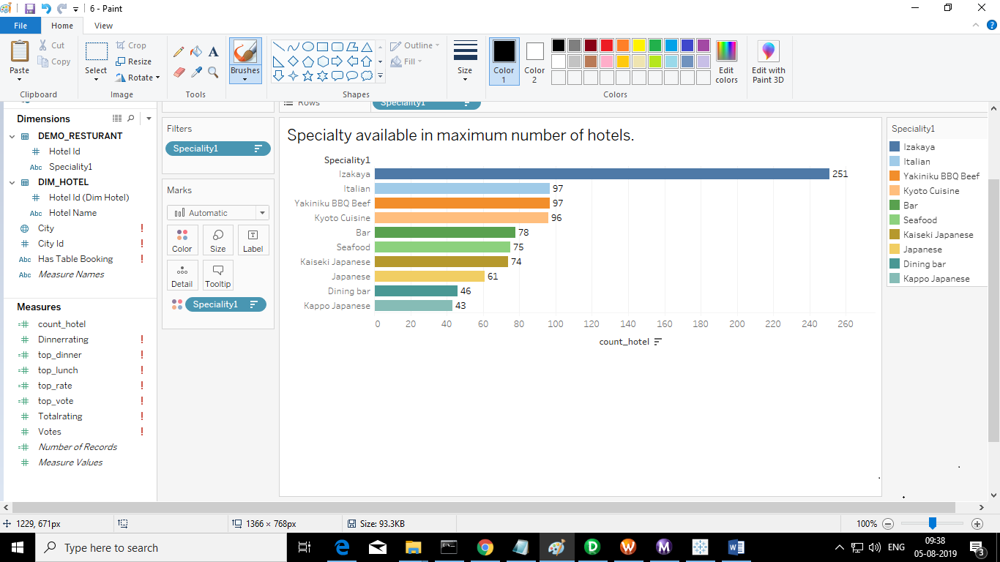 6 - Paint
File
Home
View
Paste
Cut
Copy
Clipboard
Select
Crop
Resize
Rotate
Image
A
Tools
Brushes
Shapes
Outline
Fill
Size
Color 1
Color 2
Colors
Edit colors
Edit with Paint 3D
Dimensions
DEMO_RESTURANT
Hotel Id
Abc Speciality1
DIM_HOTEL
Hotel Id (Dim Hotel)
Abc Hotel Name
City !
City Id !
Abc Has Table Booking !
Abc Measure Names
Measures
=# count_hotel
# Dinnerrating !
=# top_dinner !
=# top_lunch !
=# top_rate !
=# top_vote !
# Totalrating !
# Votes !
=# Number of Records
# Measure Values
Filters
Speciality1
Marks
Automatic
Color
Size
T
Label
Detail
Tooltip
Speciality1
Rows
Speciality1
Specialty available in maximum number of hotels.
Speciality1
Izakaya 251
Italian 97
Yakiniku BBQ Beef 97
Kyoto Cuisine 96
Bar 78
Seafood 75
Kaiseki Japanese 74
Japanese 61
Dining bar 46
Kappo Japanese 43
0 20 40 60 80 100 120 140 160 180 200 220 240 260
count_hotel
Speciality1
Izakaya
Italian
Yakiniku BBQ Beef
Kyoto Cuisine
Bar
Seafood
Kaiseki Japanese
Japanese
Dining bar
Kappo Japanese
1229, 671px
1366 × 768px
Size: 93.3KB
100%
Type here to search
ENG
09:38
05-08-2019
3